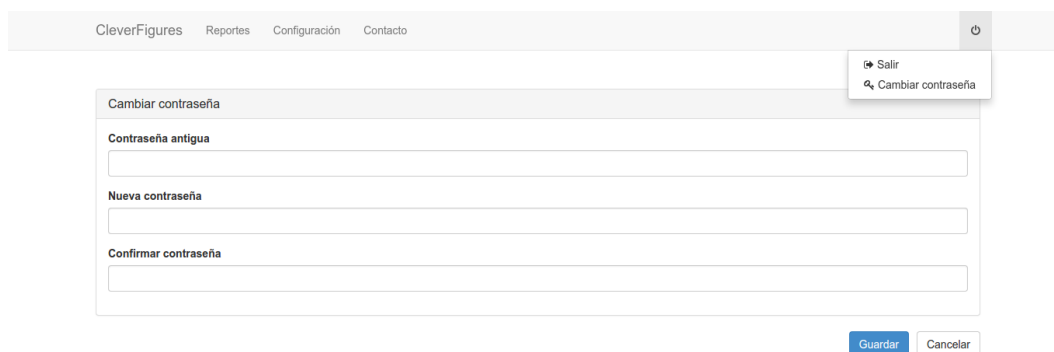 CleverFigures Reportes Configuración Contacto
Salir
Cambiar contraseña
Cambiar contraseña
Contraseña antigua
Nueva contraseña
Confirmar contraseña
Guardar Cancelar